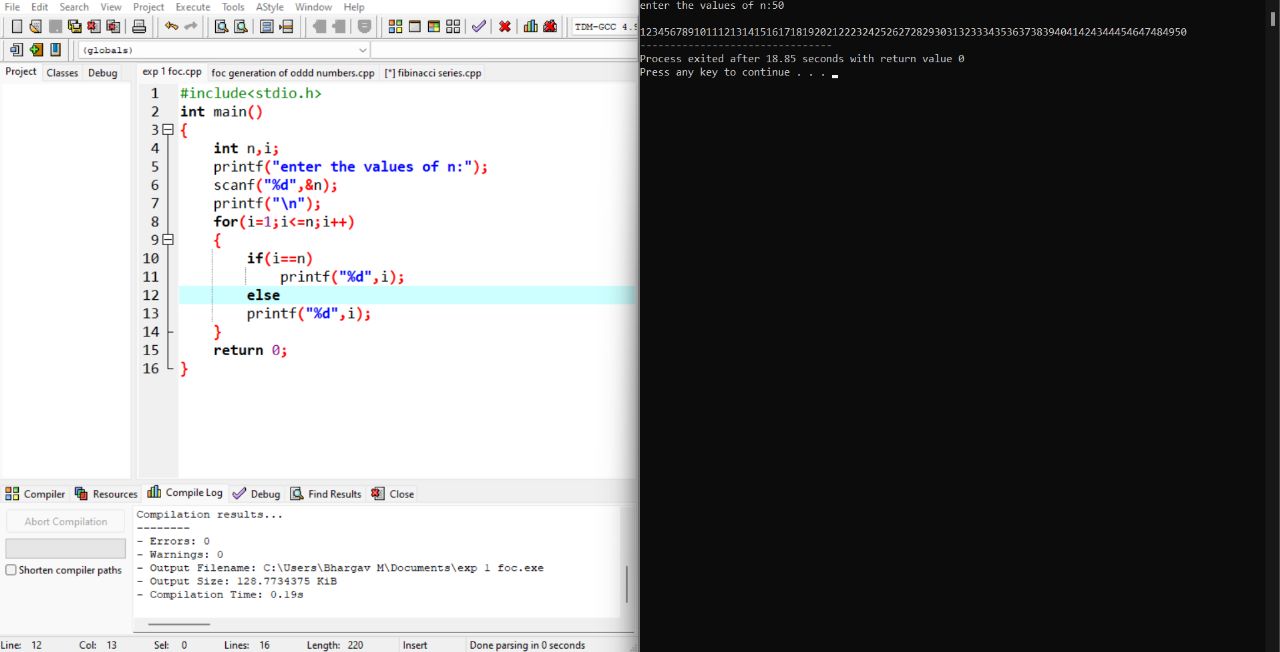 File Edit Search View Project Execute Tools AStyle Window Help
TDM-GCC 4.9
(globals)
Project Classes Debug
exp 1 foc.cpp foc generation of oddd numbers.cpp [*] fibinacci series.cpp
1 #include<stdio.h>
2 int main()
3 {
4 int n,i;
5 printf("enter the values of n:");
6 scanf("%d",&n);
7 printf("\n");
8 for(i=1;i<=n;i++)
9 {
10 if(i==n)
11 printf("%d",i);
12 else
13 printf("%d",i);
14 }
15 return 0;
16 }
Compiler Resources Compile Log Debug Find Results Close
Abort Compilation
Shorten compiler paths
Compilation results...
--------
- Errors: 0
- Warnings: 0
- Output Filename: C:\Users\Bhargav M\Documents\exp 1 foc.exe
- Output Size: 128.7734375 KiB
- Compilation Time: 0.19s
Line: 12 Col: 13 Sel: 0 Lines: 16 Length: 220 Insert Done parsing in 0 seconds
enter the values of n:50
1234567891011121314151617181920212223242526272829303132333435363738394041424344454647484950
--------------------------------
Process exited after 18.85 seconds with return value 0
Press any key to continue . . .